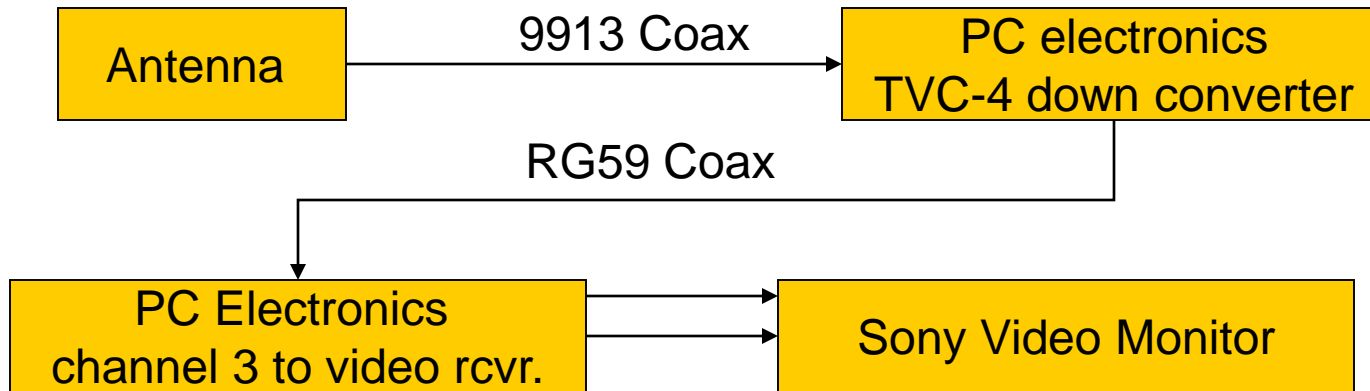 Antenna
9913 Coax
PC electronics
TVC-4 down converter
RG59 Coax
PC Electronics
channel 3 to video rcvr.
Sony Video Monitor